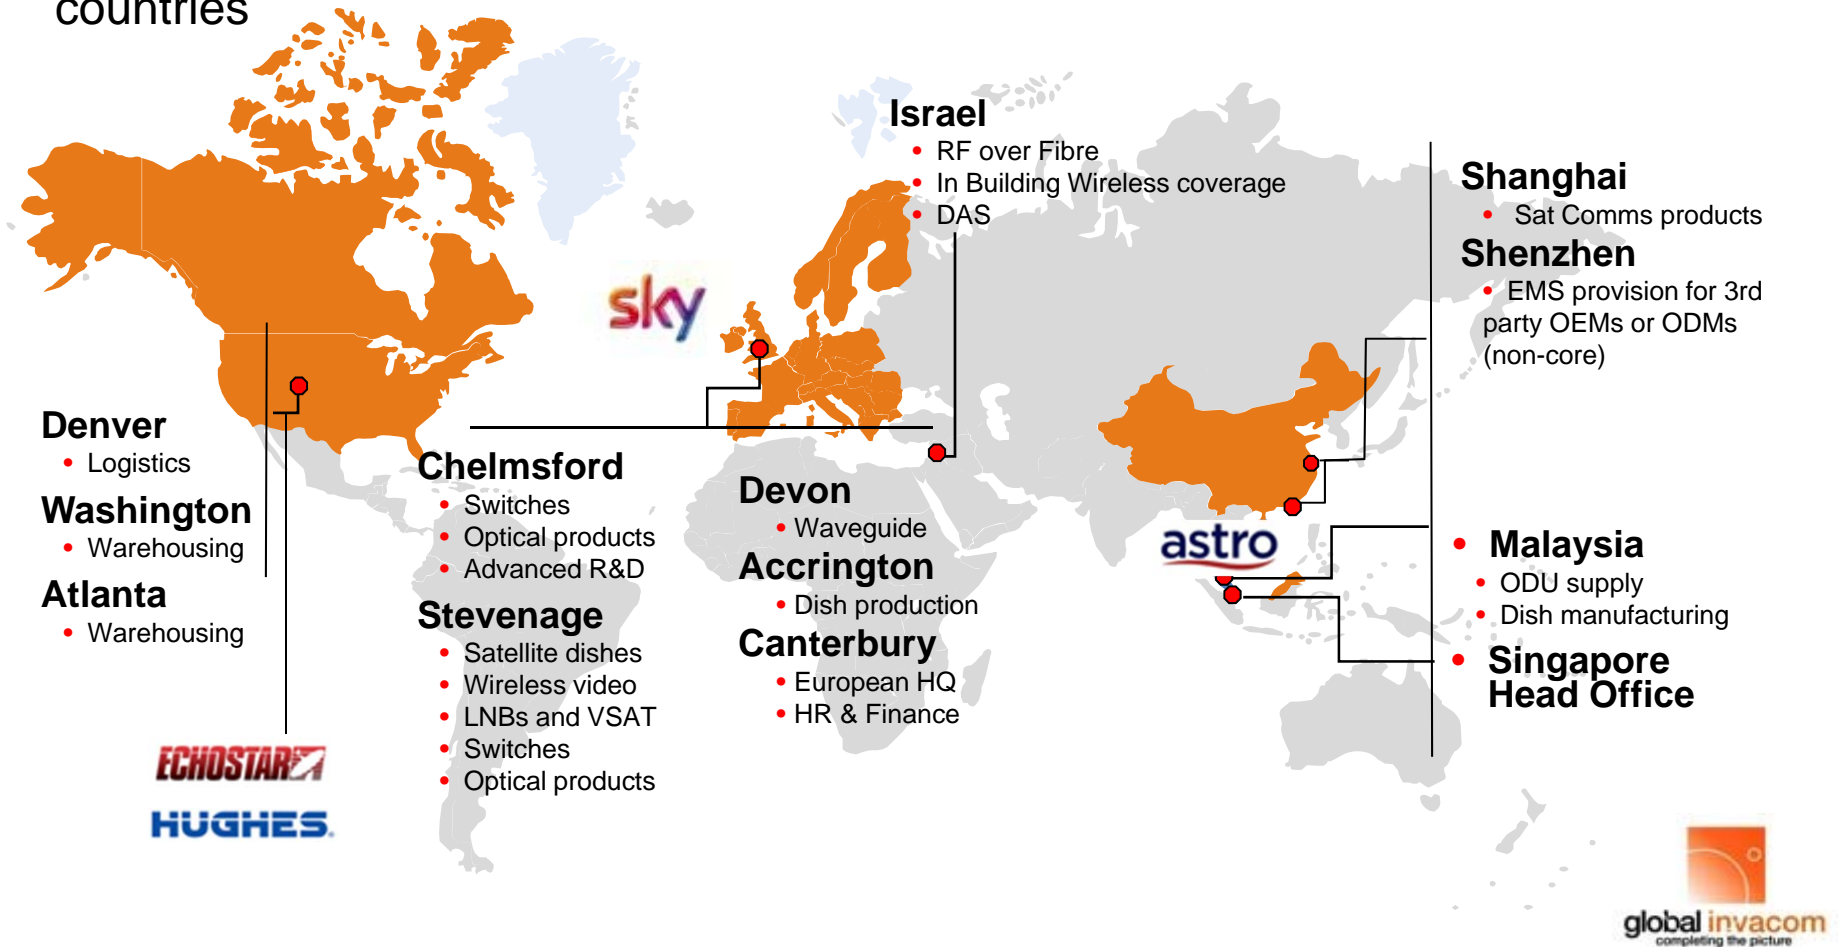 countries
Israel
• RF over Fibre
• In Building Wireless coverage
• DAS
Shanghai
• Sat Comms products
Shenzhen
• EMS provision for 3rd
party OEMs or ODMs
(non-core)
sky
Denver
• Logistics
Washington
• Warehousing
Atlanta
• Warehousing
Chelmsford
• Switches
• Optical products
• Advanced R&D
Stevenage
• Satellite dishes
• Wireless video
• LNBs and VSAT
• Switches
• Optical products
Devon
• Waveguide
Accrington
• Dish production
Canterbury
• European HQ
• HR & Finance
astro
• Malaysia
• ODU supply
• Dish manufacturing
• Singapore
Head Office
ECHOSTAR
HUGHES.
global invacom
completing the picture